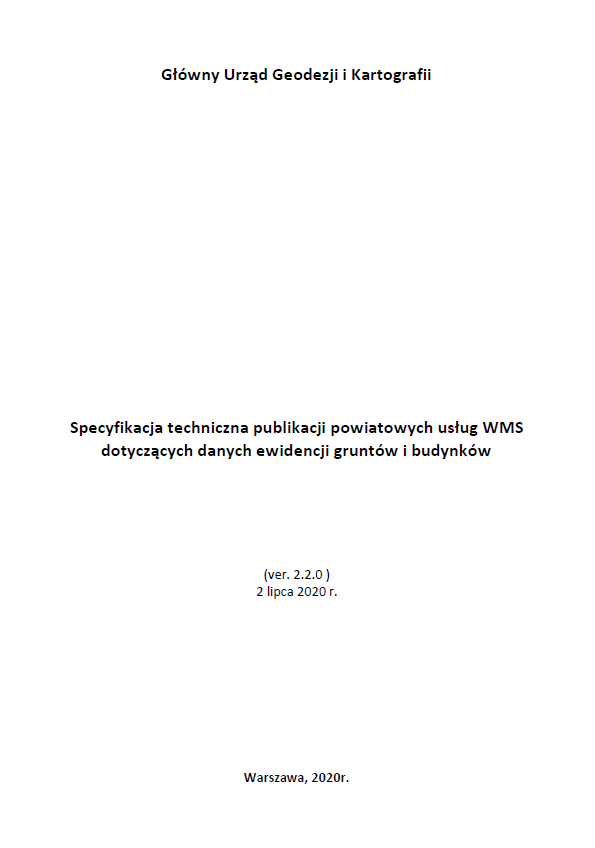 Główny Urząd Geodezji i Kartografii
Specyfikacja techniczna publikacji powiatowych usług WMS
dotyczących danych ewidencji gruntów i budynków
(ver. 2.2.0 )
2 lipca 2020 r.
Warszawa, 2020r.